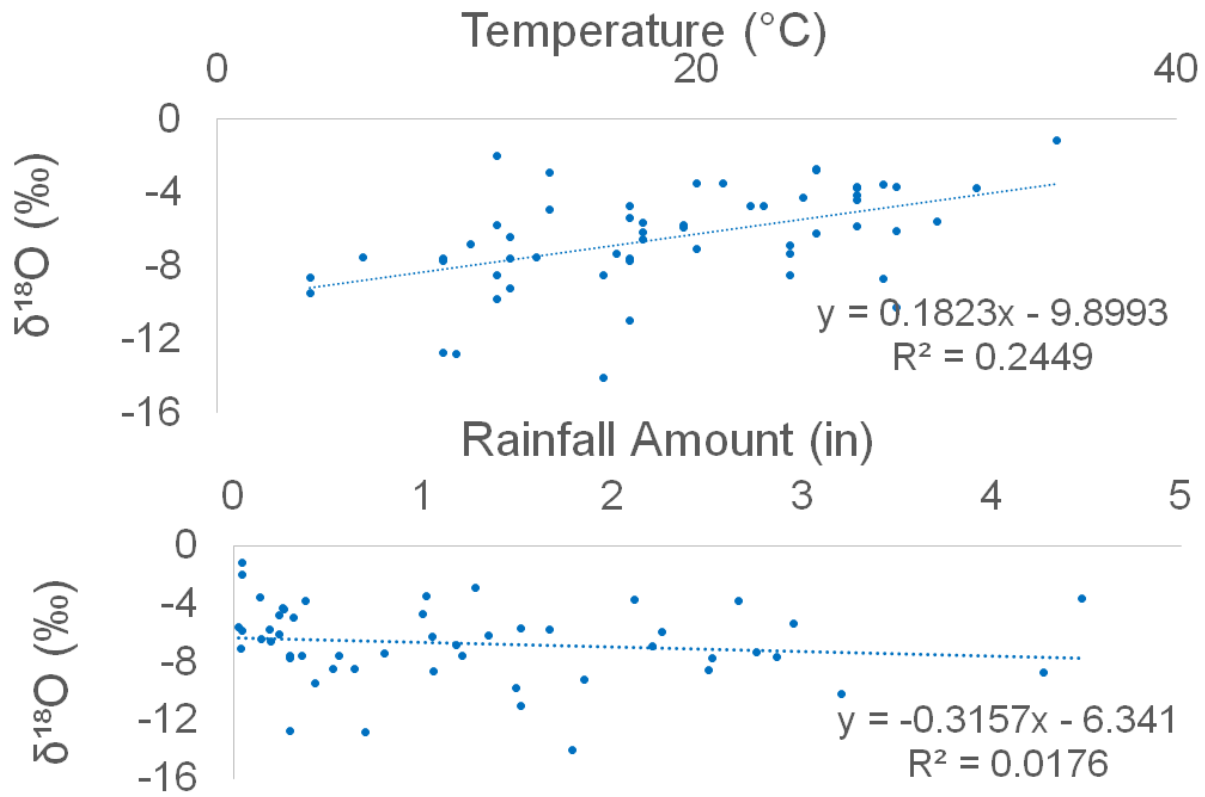 Temperature (°C)
0 20 40
0
-4
-8
-12
-16
δ¹⁸O (‰)
y = 0.1823x - 9.8993
R² = 0.2449
Rainfall Amount (in)
0 1 2 3 4 5
0
-4
-8
-12
-16
δ¹⁸O (‰)
y = -0.3157x - 6.341
R² = 0.0176